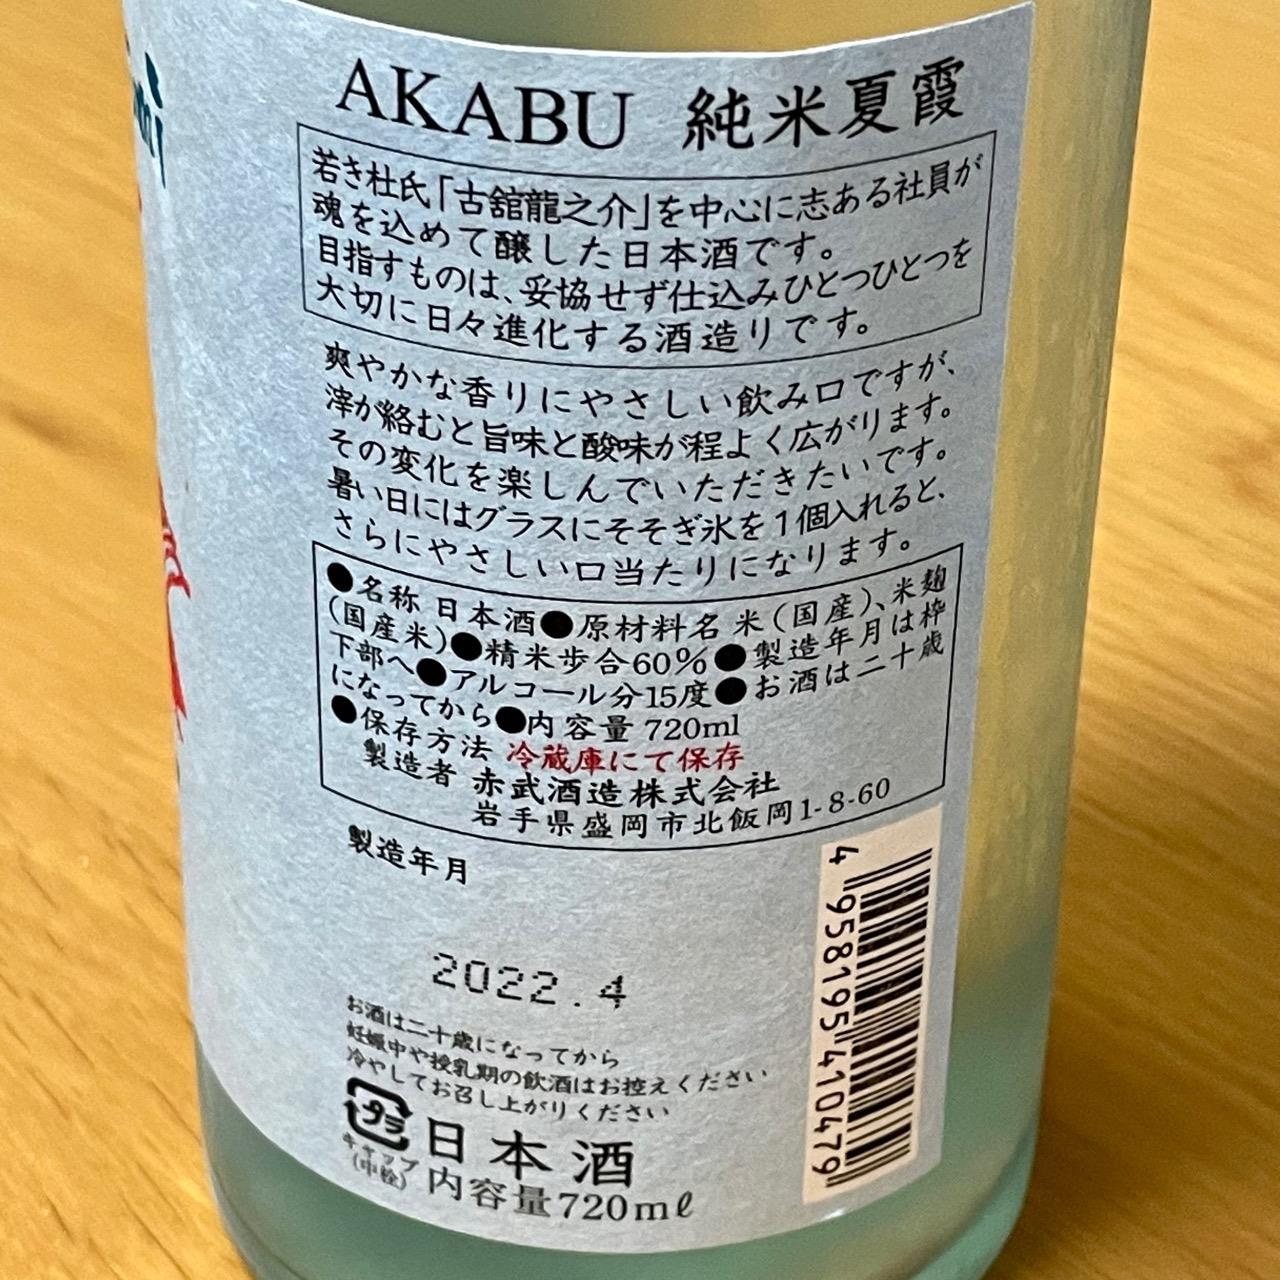 AKABU 純米夏霞
若き杜氏「古舘龍之介」を中心に志ある社員が
魂を込めて醸した日本酒です。
目指すものは、妥協せず仕込みひとつひとつを
大切に日々進化する酒造りです。
爽やかな香りにやさしい飲み口ですが、
滓が絡むと旨味と酸味が程よく広がります。
その変化を楽しんでいただきたいです。
暑い日にはグラスにそそぎ氷を1個入れると、
さらにやさしい口当たりになります。
●名称 日本酒●原材料名 米(国産)、米麹
(国産米)●精米歩合60%●製造年月は枠
下部へ●アルコール分15度●お酒は二十歳
になってから●内容量 720ml
●保存方法 冷蔵庫にて保存
製造者 赤武酒造株式会社
岩手県盛岡市北飯岡1-8-60
製造年月
2022.4
お酒は二十歳になってから
妊娠中や授乳期の飲酒はお控えください
冷やしてお召し上がりください
プラ
キャップ
(中栓)
日本酒
内容量720mℓ
4 958195 410479